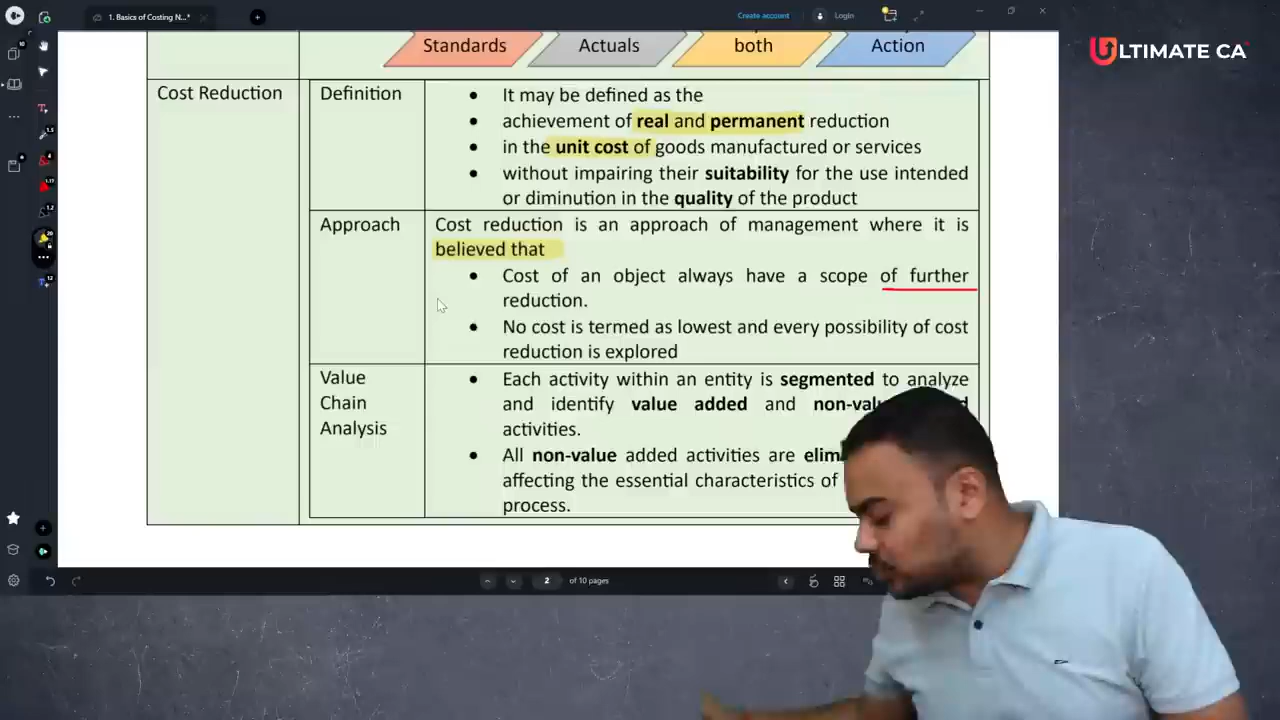 1. Basics of Costing N...*
Create account
Login
ULTIMATE CA
Standards
Actuals
both
Action
Cost Reduction
Definition
• It may be defined as the
• achievement of real and permanent reduction
• in the unit cost of goods manufactured or services
• without impairing their suitability for the use intended
or diminution in the quality of the product
Approach
Cost reduction is an approach of management where it is
believed that
• Cost of an object always have a scope of further
reduction.
• No cost is termed as lowest and every possibility of cost
reduction is explored
Value
Chain
Analysis
• Each activity within an entity is segmented to analyze
and identify value added and
activities.
• All non-value added activities are
affecting the essential characteristics of
process.
2 of 10 pages